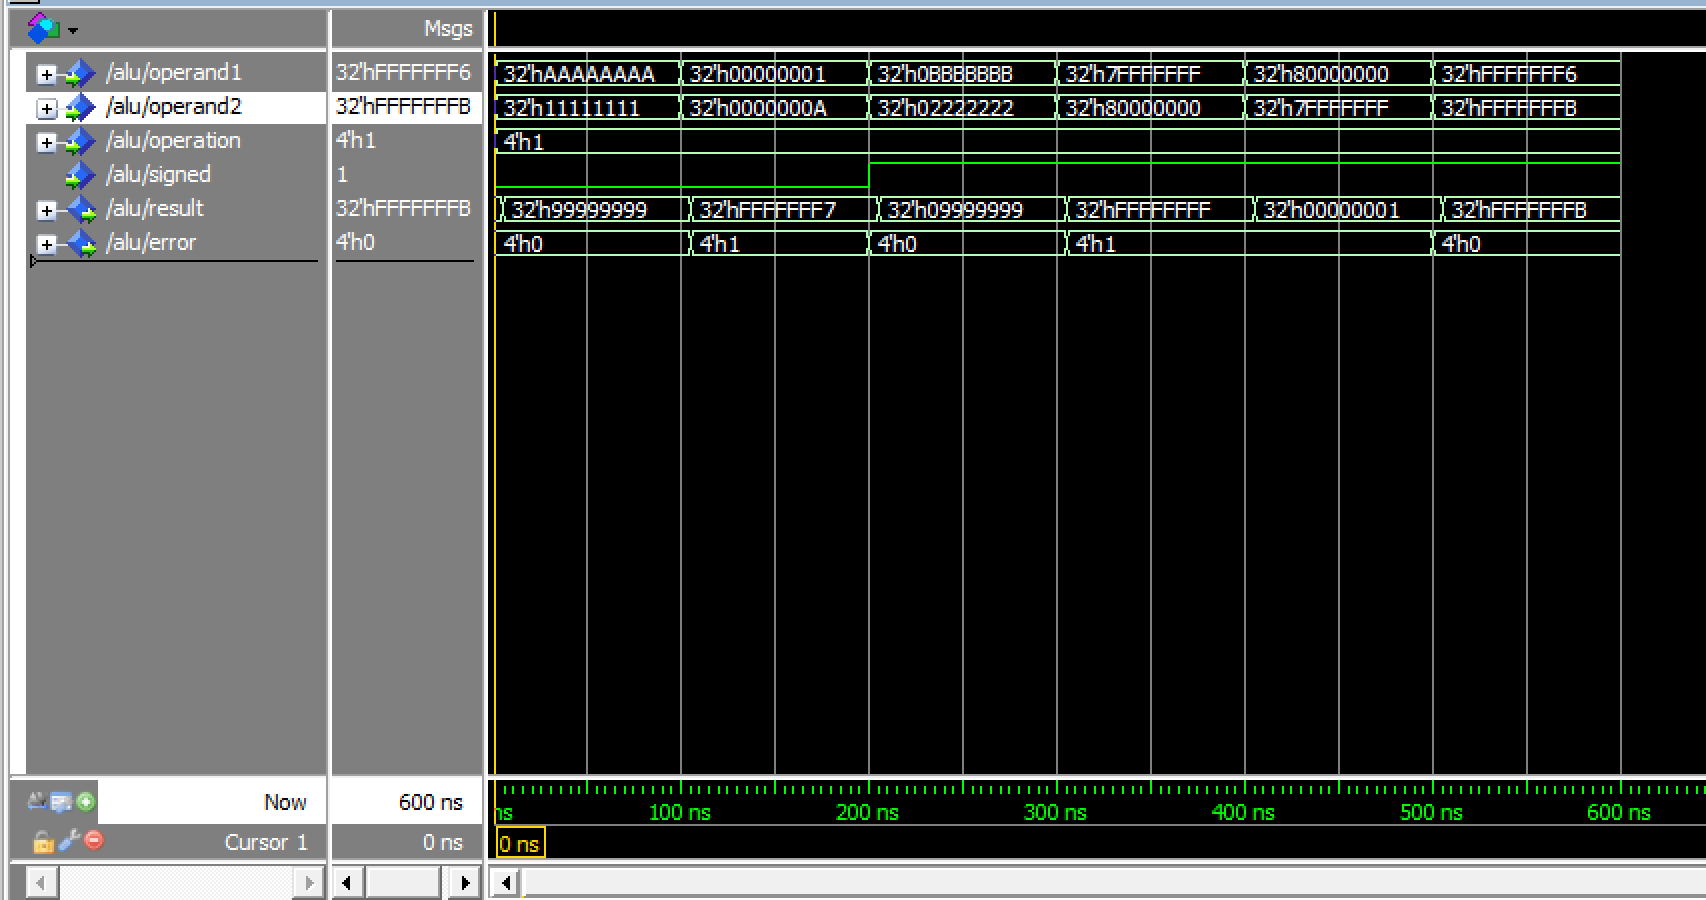 Msgs
/alu/operand1 32'hFFFFFFF6 32'hAAAAAAAA 32'h00000001 32'h0BBBBBBB 32'h7FFFFFFF 32'h80000000 32'hFFFFFFF6
/alu/operand2 32'hFFFFFFFB 32'h11111111 32'h0000000A 32'h02222222 32'h80000000 32'h7FFFFFFF 32'hFFFFFFFB
/alu/operation 4'h1 4'h1
/alu/signed 1
/alu/result 32'hFFFFFFFB 32'h99999999 32'hFFFFFFF7 32'h09999999 32'hFFFFFFFF 32'h00000001 32'hFFFFFFFB
/alu/error 4'h0 4'h0 4'h1 4'h0 4'h1 4'h0
Now 600 ns ns 100 ns 200 ns 300 ns 400 ns 500 ns 600 ns
Cursor 1 0 ns 0 ns